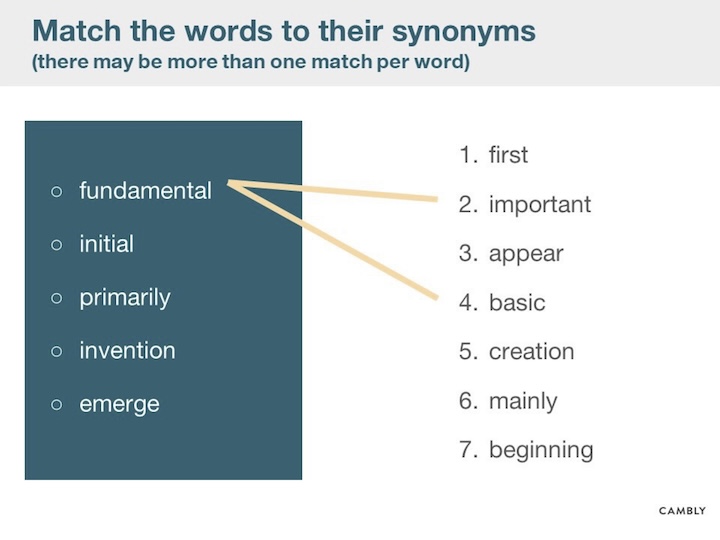 Match the words to their synonyms
(there may be more than one match per word)
○ fundamental
○ initial
○ primarily
○ invention
○ emerge
1. first
2. important
3. appear
4. basic
5. creation
6. mainly
7. beginning
CAMBLY